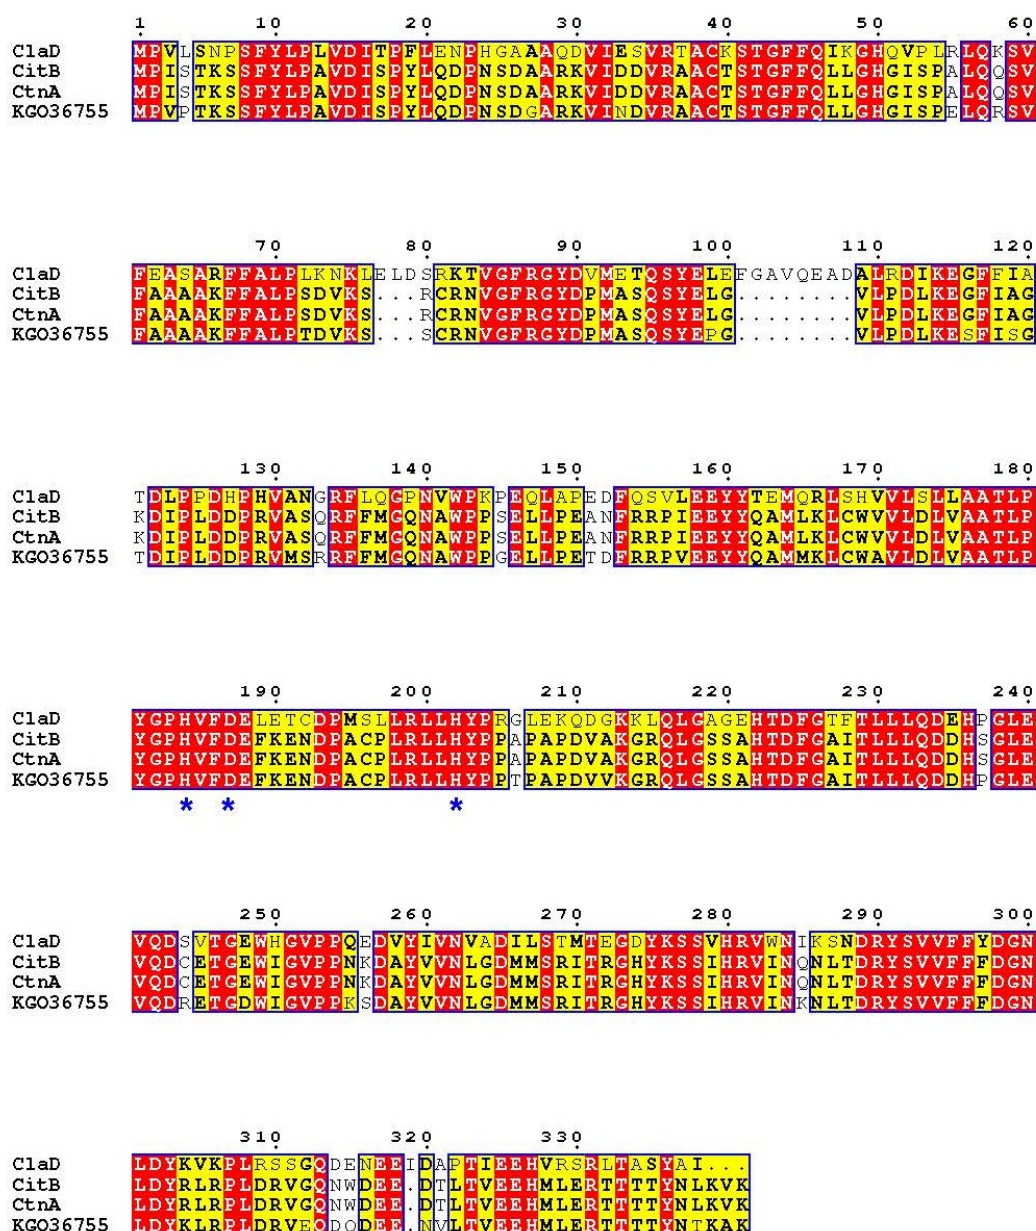 1 10 20 30 40 50 60
ClaD MPVLSNPSFYLPLVDITPFLENPHGAAAQDVIESVRTACKSTGFFQIKGHQVPLRLQKSV
CitB MPISTKSSFYLPAVDISPYLQDPNSDAARKVIDDVRAACTSTGFFQLLGHGISPALQQSV
CtnA MPISTKSSFYLPAVDISPYLQDPNSDAARKVIDDVRAACTSTGFFQLLGHGISPALQQSV
KGO36755 MPVPTKSSFYLPAVDISPYLQDPNSDGARKVINDVRAACTSTGFFQLLGHGISPELQRSV
70 80 90 100 110 120
ClaD FEASARFFALPLKNKLELDSRKTVGFRGYDVMETQSYELEFGAVQEADALRDIKEGFFIA
CitB FAAAAKFFALPSDVKS...RCRNVGFRGYDPMASQSYELG........VLPDLKEGFIAG
CtnA FAAAAKFFALPSDVKS...RCRNVGFRGYDPMASQSYELG........VLPDLKEGFIAG
KGO36755 FAAAAKFFALPTDVKS...SCRNVGFRGYDPMASQSYEPG........VLPDLKESFISG
130 140 150 160 170 180
ClaD TDLPPDHPHVANGRFLQGPNVWPKPEQLAPEDFQSVLEEYYTEMQRLSHVVLSLLAATLP
CitB KDIPLDDPRVASQRFFMGQNAWPPSELLPEANFRRPIEEYYQAMLKLCWVVLDLVAATLP
CtnA KDIPLDDPRVASQRFFMGQNAWPPSELLPEANFRRPIEEYYQAMLKLCWVVLDLVAATLP
KGO36755 TDIPLDDPRVMSRRFFMGQNAWPPGELLPETDFRRPVEEYYQAMMKLCWAVLDLVAATLP
190 200 210 220 230 240
ClaD YGPHVFDELETCDPMSLLRLLHYPRGLEKQDGKKLQLGAGEHTDFGTFTLLLQDEHPGLE
CitB YGPHVFDEFKENDPACPLRLLHYPPAPAPDVAKGRQLGSSAHTDFGAITLLLQDDHSGLE
CtnA YGPHVFDEFKENDPACPLRLLHYPPAPAPDVAKGRQLGSSAHTDFGAITLLLQDDHSGLE
KGO36755 YGPHVFDEFKENDPACPLRLLHYPPTPAPDVVKGRQLGSSAHTDFGAITLLLQDDHPGLE
* * *
250 260 270 280 290 300
ClaD VQDSVTGEWHGVPPQEDVYIVNVADILSTMTEGDYKSSVHRVWNIKSNDRYSVVFFYDGN
CitB VQDCETGEWIGVPPNKDAYVVNLGDMMSRITRGHYKSSIHRVINQNLTDRYSVVFFFDGN
CtnA VQDCETGEWIGVPPNKDAYVVNLGDMMSRITRGHYKSSIHRVINQNLTDRYSVVFFFDGN
KGO36755 VQDRETGDWIGVPPKSDAYVVNLGDMMSRITRGHYKSSIHRVINKNLTDRYSVVFFFDGN
310 320 330
ClaD LDYKVKPLRSSGQDENEEIDAPTIEEHVRSRLTASYAI...
CitB LDYRLRPLDRVGQNWDEE.DTLTVEEHMLERTTTTYNLKVK
CtnA LDYRLRPLDRVGQNWDEE.DTLTVEEHMLERTTTTYNLKVK
KGO36755 LDYKLRPLDRVEQDQDEE.NVLTVEEHMLERTTTTYNTKAK